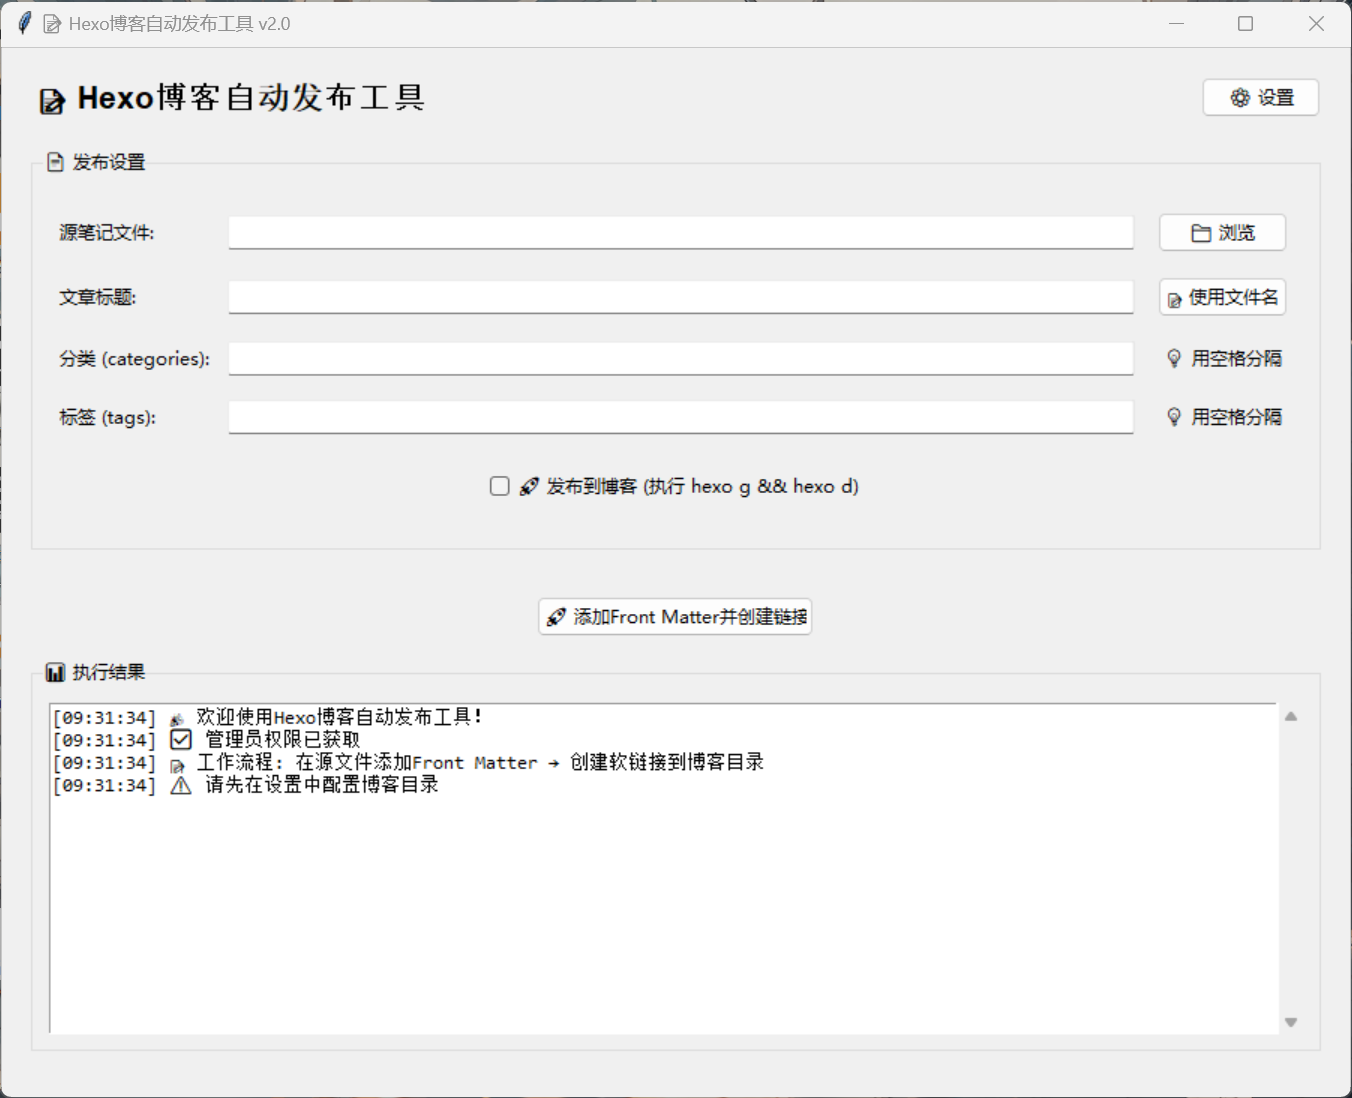 Hexo博客自动发布工具 v2.0
Hexo博客自动发布工具
设置
发布设置
源笔记文件:
浏览
文章标题:
使用文件名
分类 (categories):
用空格分隔
标签 (tags):
用空格分隔
发布到博客 (执行 hexo g && hexo d)
添加Front Matter并创建链接
执行结果
[09:31:34] 欢迎使用Hexo博客自动发布工具!
[09:31:34] 管理员权限已获取
[09:31:34] 工作流程: 在源文件添加Front Matter → 创建软链接到博客目录
[09:31:34] 请先在设置中配置博客目录